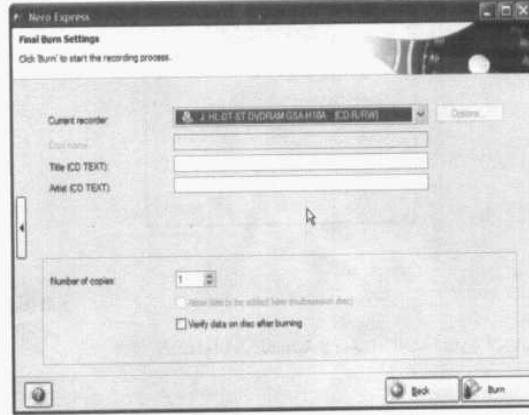 Nero Express
Final Burn Settings
Click 'Burn' to start the recording process.
Current recorder
J: HL-DT-ST DVDRAM GSA-H10A [CD-R/RW]
Options...
Disc name:
Title (CD TEXT):
Artist (CD TEXT):
Number of copies:
1
Allow data to be added later (multisession disc)
Verify data on disc after burning
Back
Burn